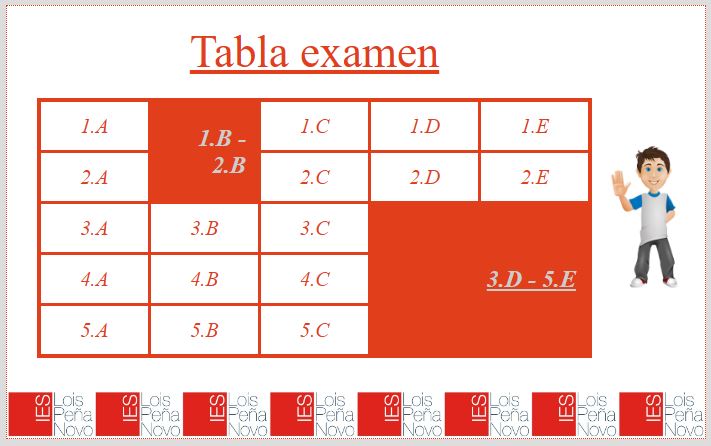 Tabla examen
1.A 1.B - 1.C 1.D 1.E
2.B
2.A 2.C 2.D 2.E
3.A 3.B 3.C
4.A 4.B 4.C 3.D - 5.E
5.A 5.B 5.C
IES Lois Peña Novo IES Lois Peña Novo IES Lois Peña Novo IES Lois Peña Novo IES Lois Peña Novo IES Lois Peña Novo IES Lois Peña Novo IES Lois Peña Novo